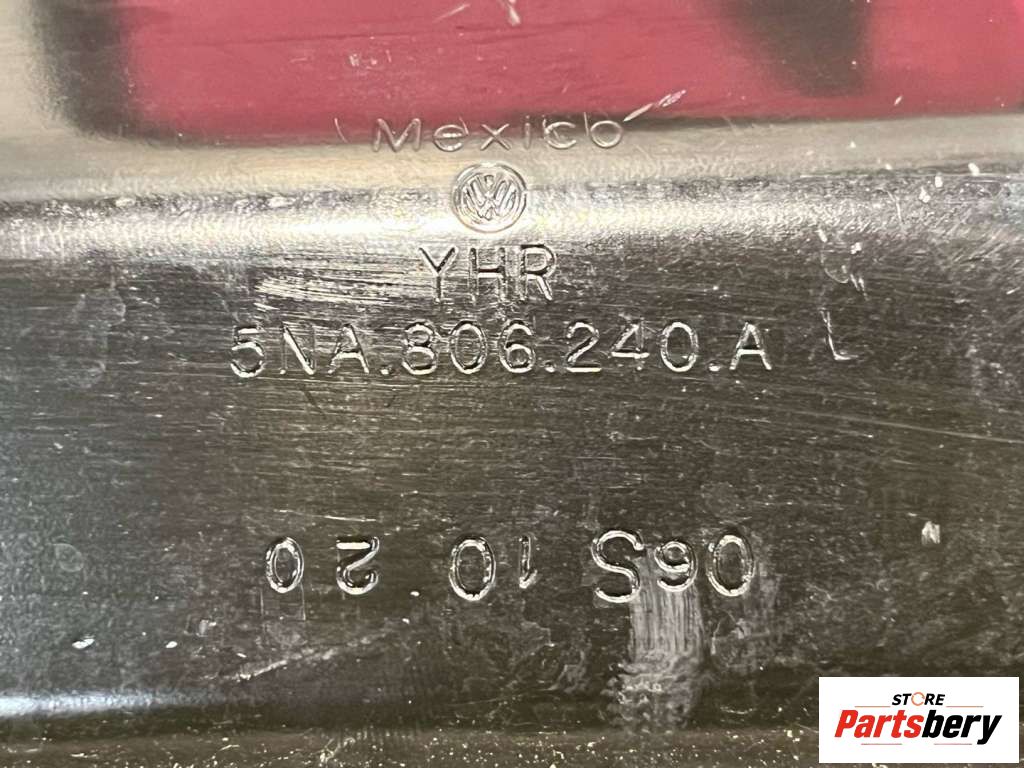 Mexico
YHR
5NA.806.240.A
06S 10 20
STORE
Partsbery